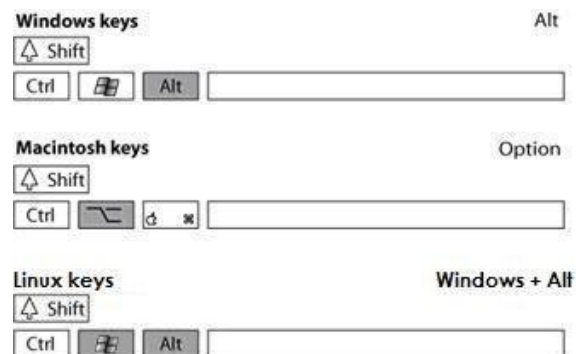 Windows keys Alt
Shift
Ctrl Alt
Macintosh keys Option
Shift
Ctrl
Linux keys Windows + Alt
Shift
Ctrl Alt